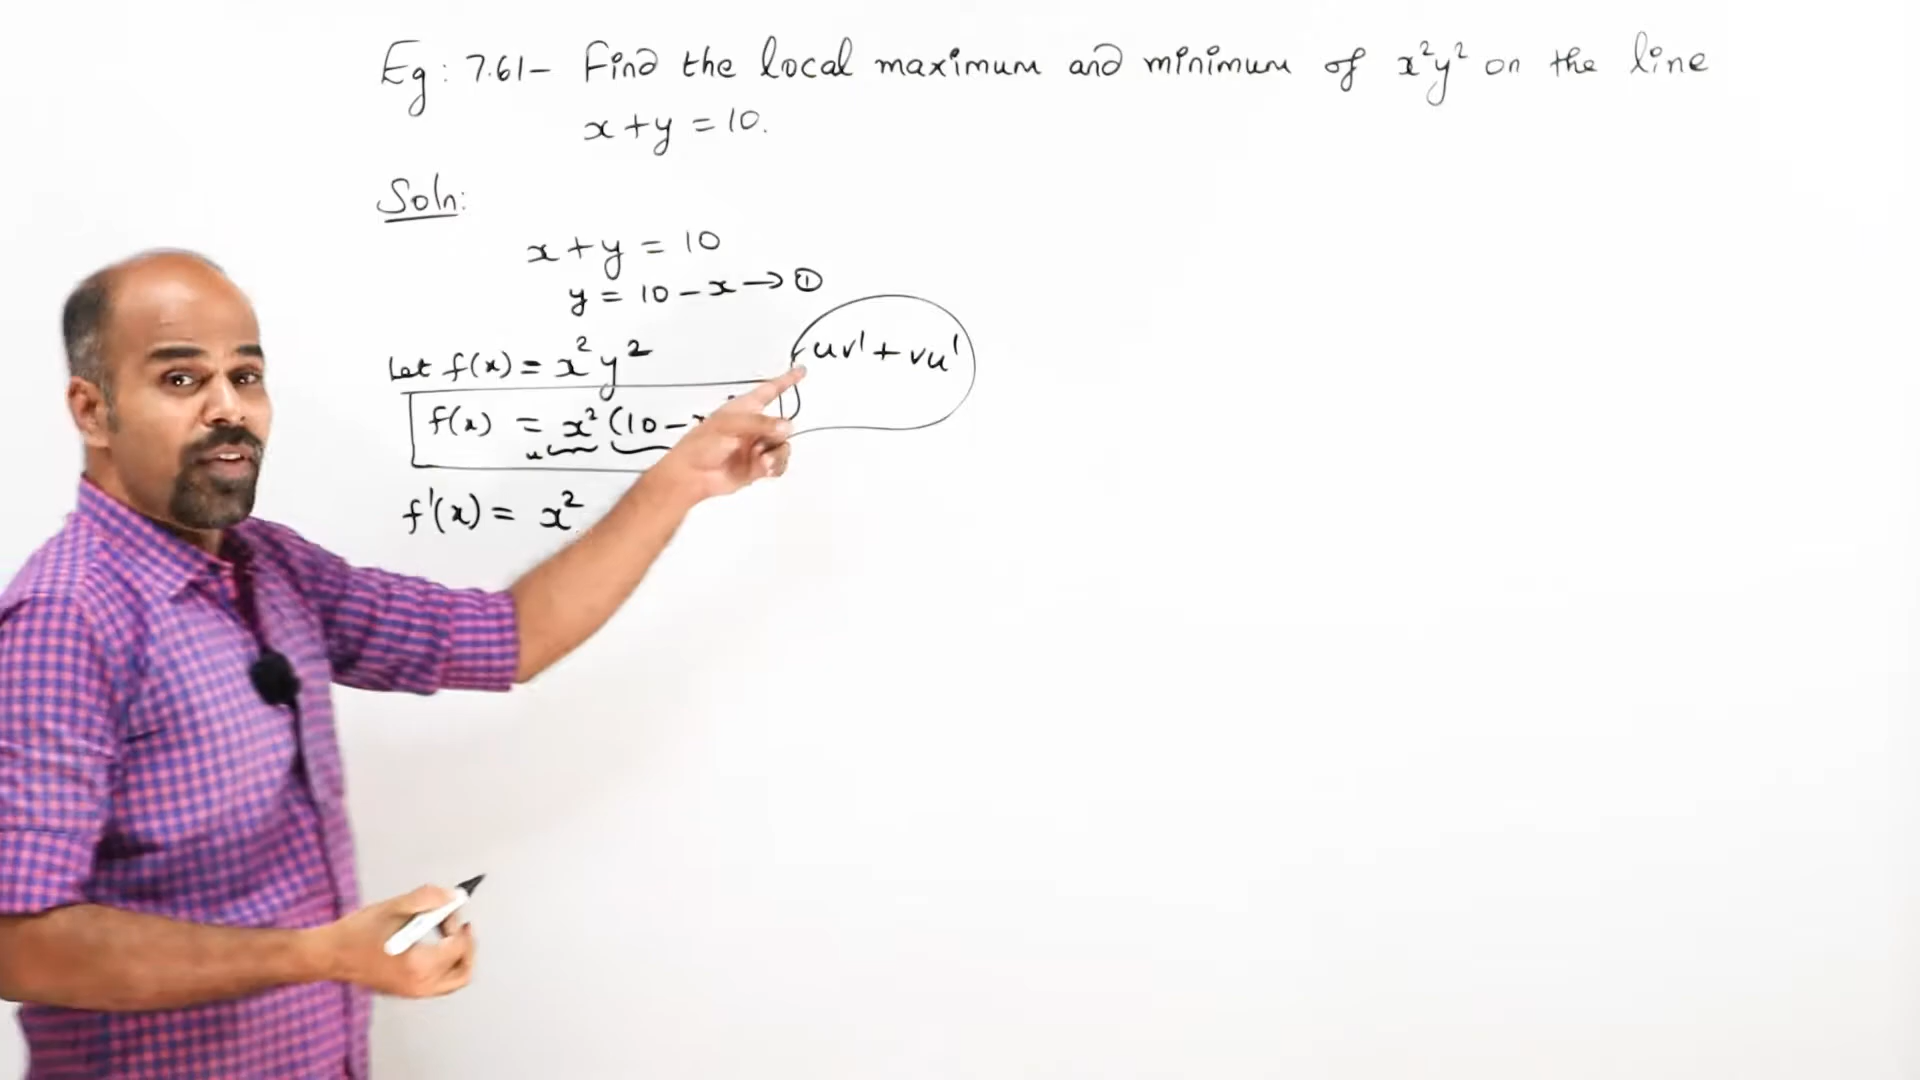 Eg: 7.61- Find the local maximum and minimum of x²y² on the line
x+y = 10.
Soln:
x+y = 10
y = 10-x → ①
Let f(x) = x²y²
uv' + vu'
f(x) = x² (10-
u
f'(x) = x²